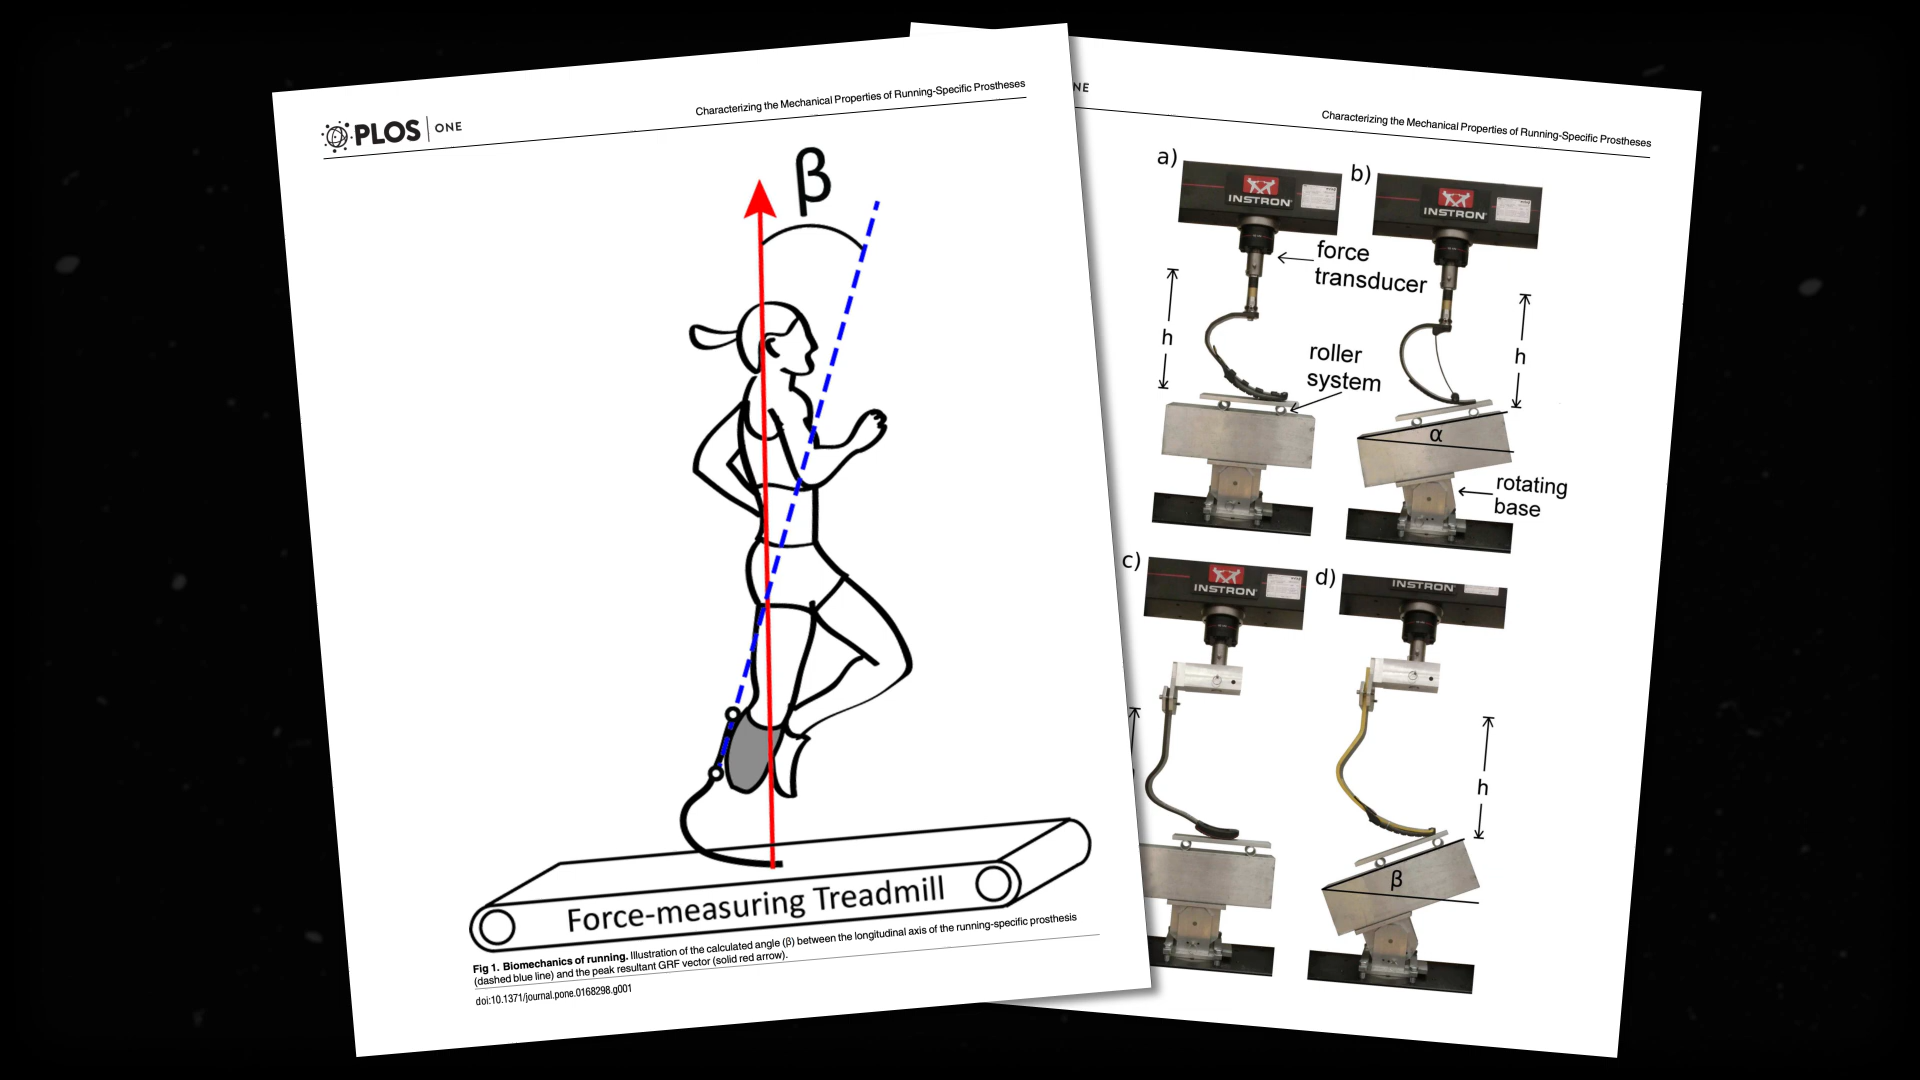 PLOS | ONE
Characterizing the Mechanical Properties of Running-Specific Prostheses
β
Force-measuring Treadmill
Fig 1. Biomechanics of running. Illustration of the calculated angle (β) between the longitudinal axis of the running-specific prosthesis
(dashed blue line) and the peak resultant GRF vector (solid red arrow).
doi:10.1371/journal.pone.0168298.g001
NE
Characterizing the Mechanical Properties of Running-Specific Prostheses
a)
b)
INSTRON
INSTRON
force
transducer
h
h
roller
system
α
rotating
base
c)
d)
INSTRON
INSTRON
h
β